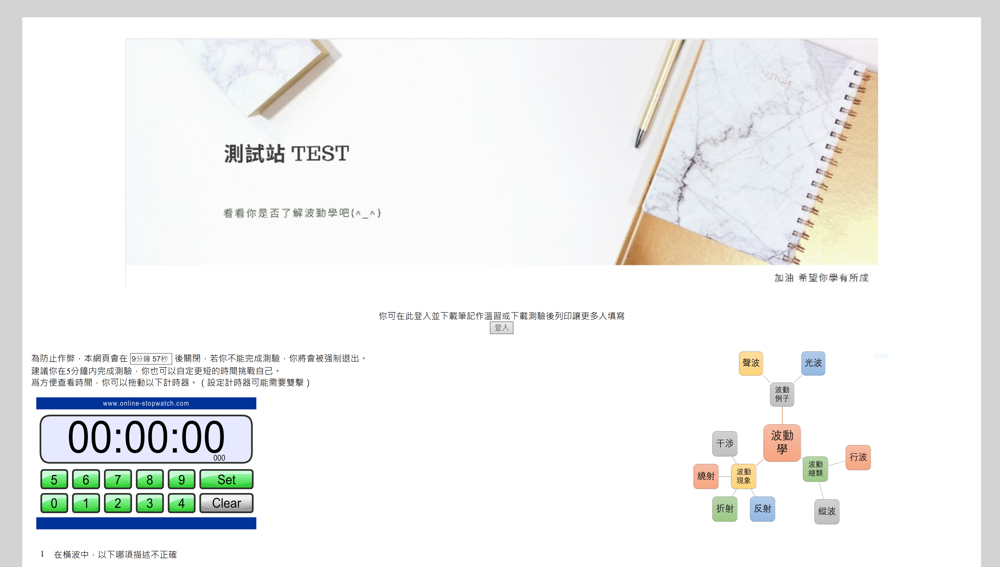 測試站 TEST
看看你是否了解波動學吧(^_^)
NOTES
加油 希望你學有所成
你可在此登入並下載筆記作溫習或下載測驗後列印讓更多人填寫
登入
為防止作弊，本網頁會在 9分鐘 57秒 後關閉，若你不能完成測驗，你將會被强制退出。
建議你在5分鐘内完成測驗，你也可以自定更短的時間挑戰自己。
爲方便查看時間，你可以拖動以下計時器。（設定計時器可能需要雙擊）
www.online-stopwatch.com
00:00:00
000
5 6 7 8 9 Set
0 1 2 3 4 Clear
聲波
光波
波動
例子
波動
學
干涉
繞射
波動
現象
折射
反射
波動
總類
行波
縱波
1 在橫波中，以下哪項描述不正確